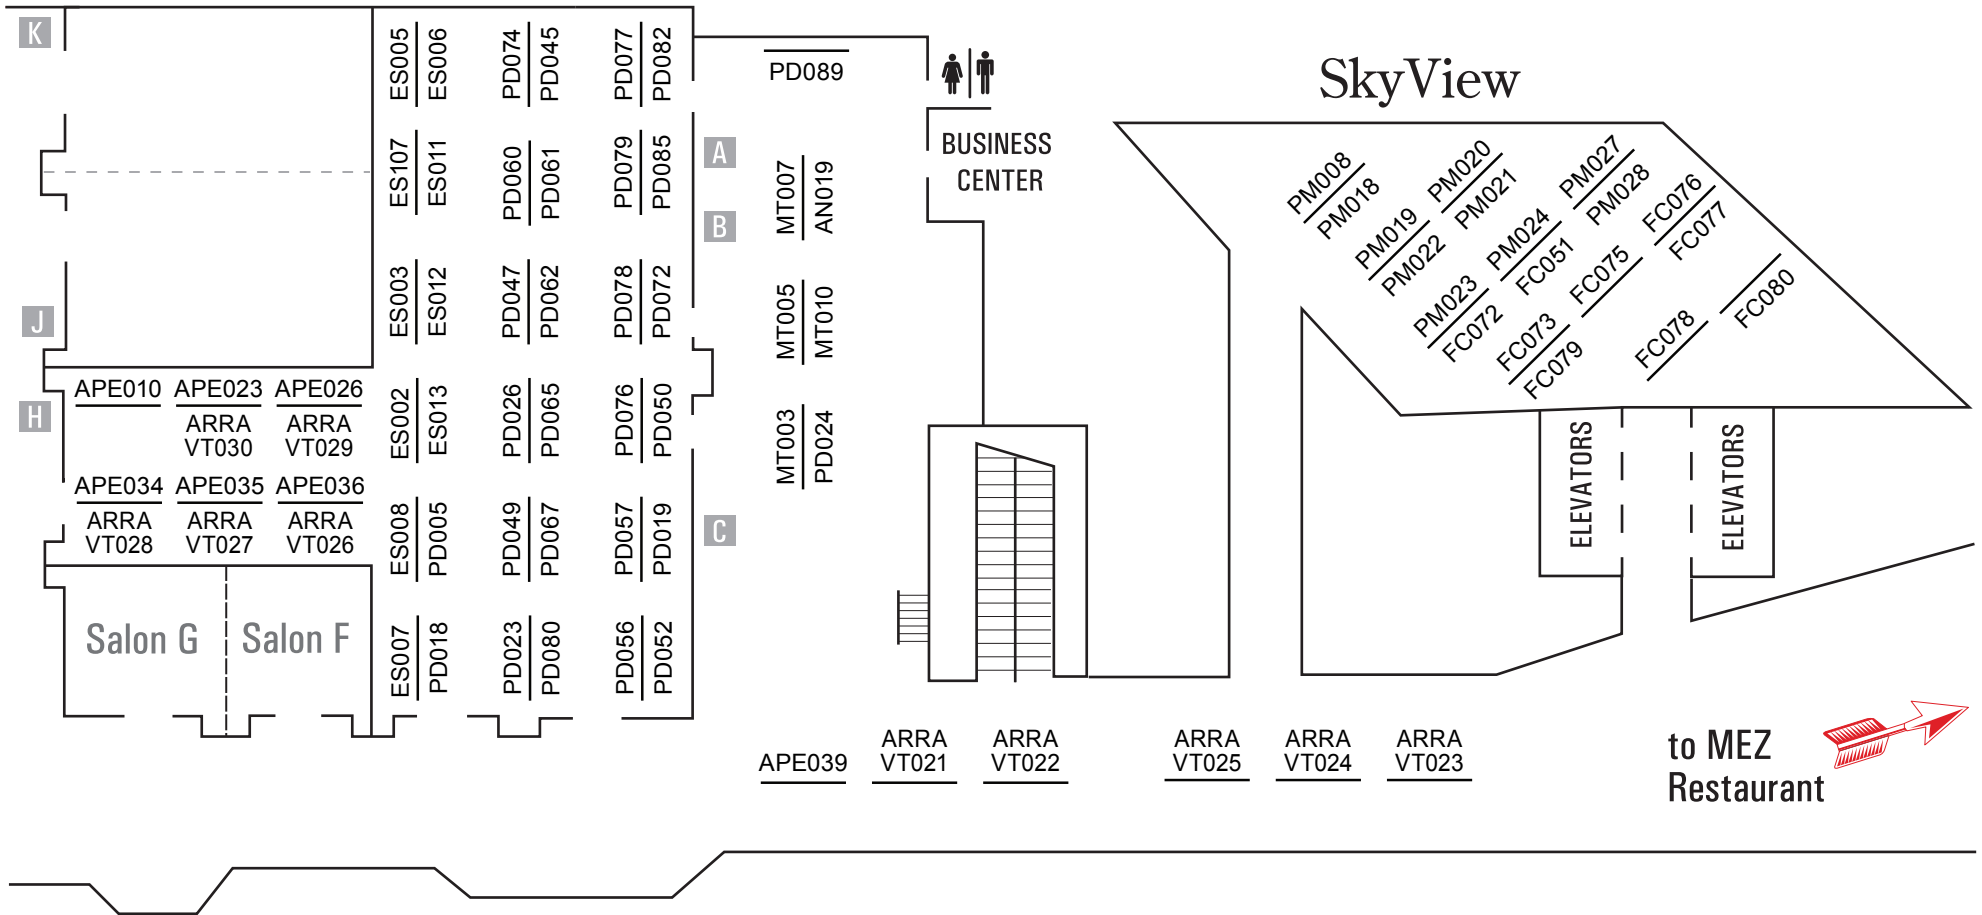 K
J
H
A
B
C
ES005
ES006
PD074
PD045
PD077
PD082
ES107
ES011
PD060
PD061
PD079
PD085
ES003
ES012
PD047
PD062
PD078
PD072
ES002
ES013
PD026
PD065
PD076
PD050
ES008
PD005
PD049
PD067
PD057
PD019
ES007
PD018
PD023
PD080
PD056
PD052
APE010
APE023
APE026
ARRA
VT030
ARRA
VT029
APE034
APE035
APE036
ARRA
VT028
ARRA
VT027
ARRA
VT026
Salon G
Salon F
PD089
MT007
AN019
MT005
MT010
MT003
PD024
BUSINESS
CENTER
SkyView
PM008
PM018
PM019
PM022
PM020
PM021
PM023
FC072
PM024
FC051
PM027
PM028
FC073
FC079
FC075
FC076
FC077
FC078
FC080
ELEVATORS
ELEVATORS
APE039
ARRA
VT021
ARRA
VT022
ARRA
VT025
ARRA
VT024
ARRA
VT023
to MEZ
Restaurant